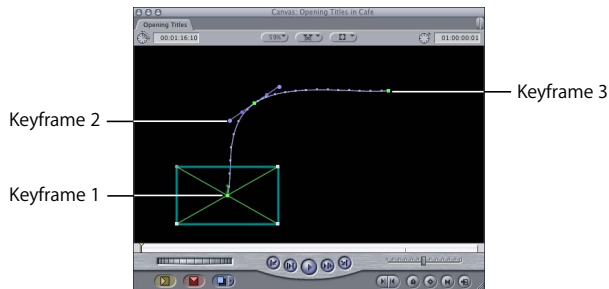 Canvas: Opening Titles in Cafe
Opening Titles
00:01:16:10
59%
01:00:00:01
Keyframe 3
Keyframe 2
Keyframe 1